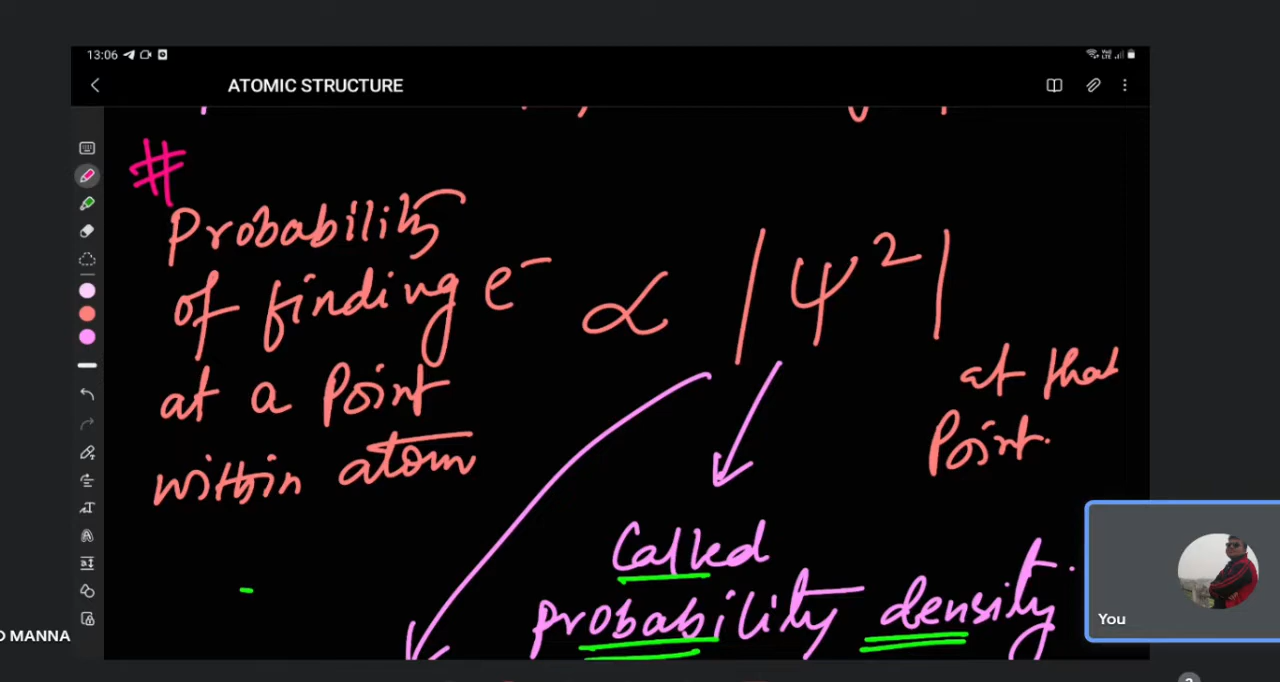 13:06
ATOMIC STRUCTURE
#
Probability
of finding e⁻ ∝ |ψ²|
at a point
within atom
at that
Point.
Called
probability density.
D MANNA
You